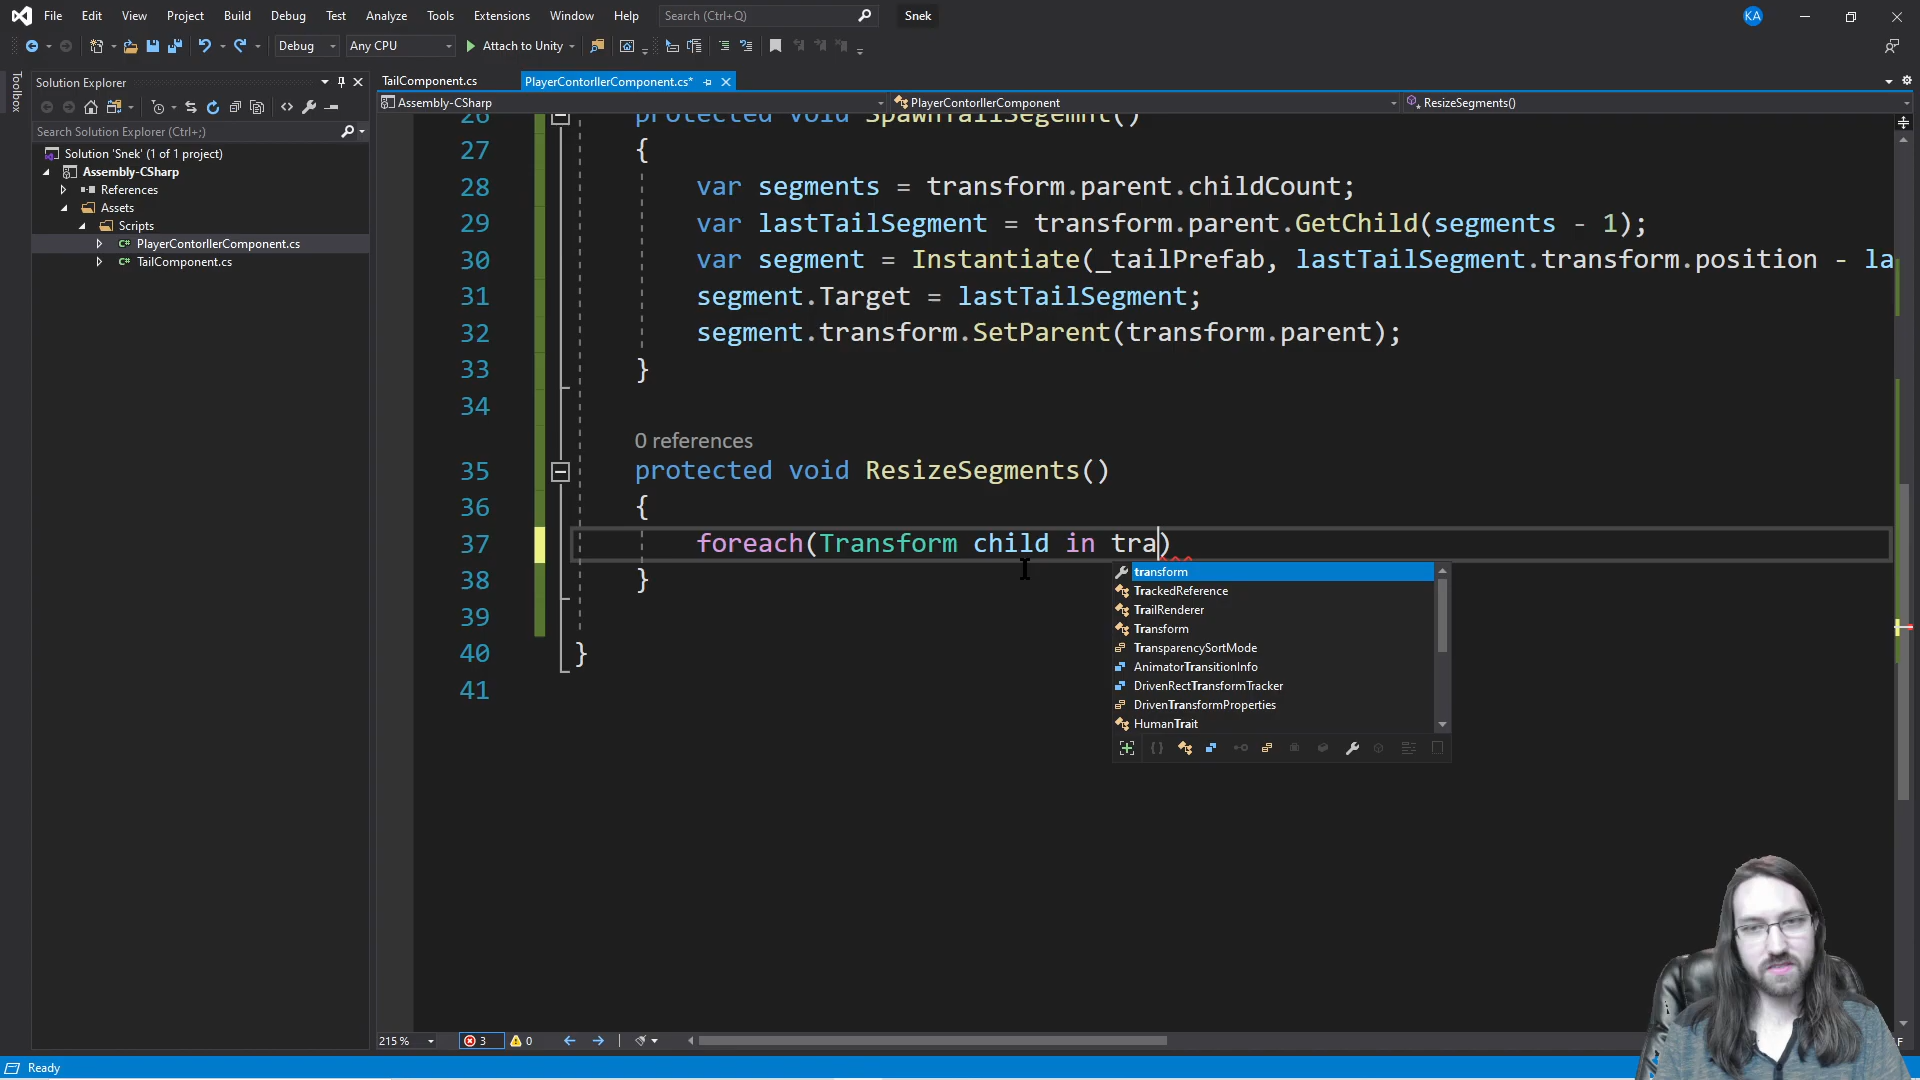 File Edit View Project Build Debug Test Analyze Tools Extensions Window Help Search (Ctrl+Q) Snek KA
Debug Any CPU Attach to Unity
Toolbox
Solution Explorer
Search Solution Explorer (Ctrl+;)
Solution 'Snek' (1 of 1 project)
Assembly-CSharp
References
Assets
Scripts
C# PlayerContorllerComponent.cs
C# TailComponent.cs
TailComponent.cs PlayerContorllerComponent.cs*
Assembly-CSharp PlayerContorllerComponent ResizeSegments()
26 protected void SpawnTailSegemnt()
27 {
28 var segments = transform.parent.childCount;
29 var lastTailSegment = transform.parent.GetChild(segments - 1);
30 var segment = Instantiate(_tailPrefab, lastTailSegment.transform.position - la
31 segment.Target = lastTailSegment;
32 segment.transform.SetParent(transform.parent);
33 }
34
0 references
35 protected void ResizeSegments()
36 {
37 foreach(Transform child in tra)
38 }
39
40 }
41
transform
TrackedReference
TrailRenderer
Transform
TransparencySortMode
AnimatorTransitionInfo
DrivenRectTransformTracker
DrivenTransformProperties
HumanTrait
215 % 3 0
Ready